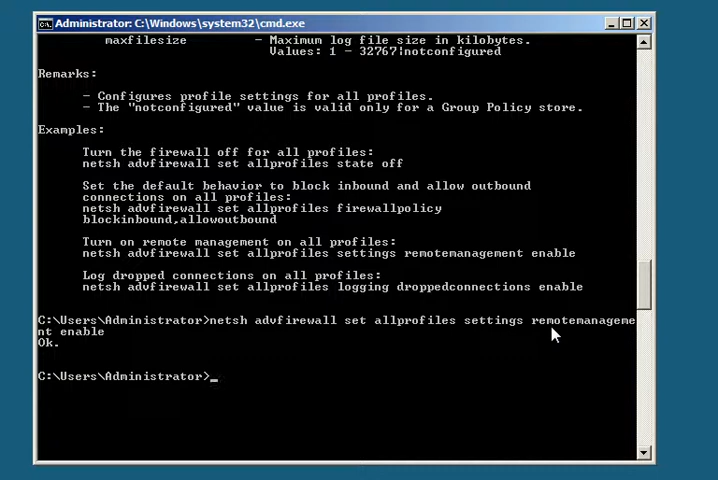 Administrator: C:\Windows\system32\cmd.exe
maxfilesize - Maximum log file size in kilobytes.
Values: 1 - 32767|notconfigured
Remarks:
- Configures profile settings for all profiles.
- The "notconfigured" value is valid only for a Group Policy store.
Examples:
Turn the firewall off for all profiles:
netsh advfirewall set allprofiles state off
Set the default behavior to block inbound and allow outbound
connections on all profiles:
netsh advfirewall set allprofiles firewallpolicy
blockinbound,allowoutbound
Turn on remote management on all profiles:
netsh advfirewall set allprofiles settings remotemanagement enable
Log dropped connections on all profiles:
netsh advfirewall set allprofiles logging droppedconnections enable
C:\Users\Administrator>netsh advfirewall set allprofiles settings remotemanageme
nt enable
Ok.
C:\Users\Administrator>_